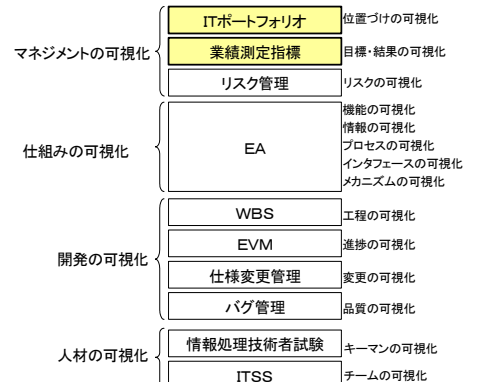 ITポートフォリオ 位置づけの可視化
マネジメントの可視化 業績測定指標 目標・結果の可視化
リスク管理 リスクの可視化
機能の可視化
情報の可視化
仕組みの可視化 EA プロセスの可視化
インタフェースの可視化
メカニズムの可視化
WBS 工程の可視化
EVM 進捗の可視化
開発の可視化
仕様変更管理 変更の可視化
バグ管理 品質の可視化
情報処理技術者試験 キーマンの可視化
人材の可視化
ITSS チームの可視化